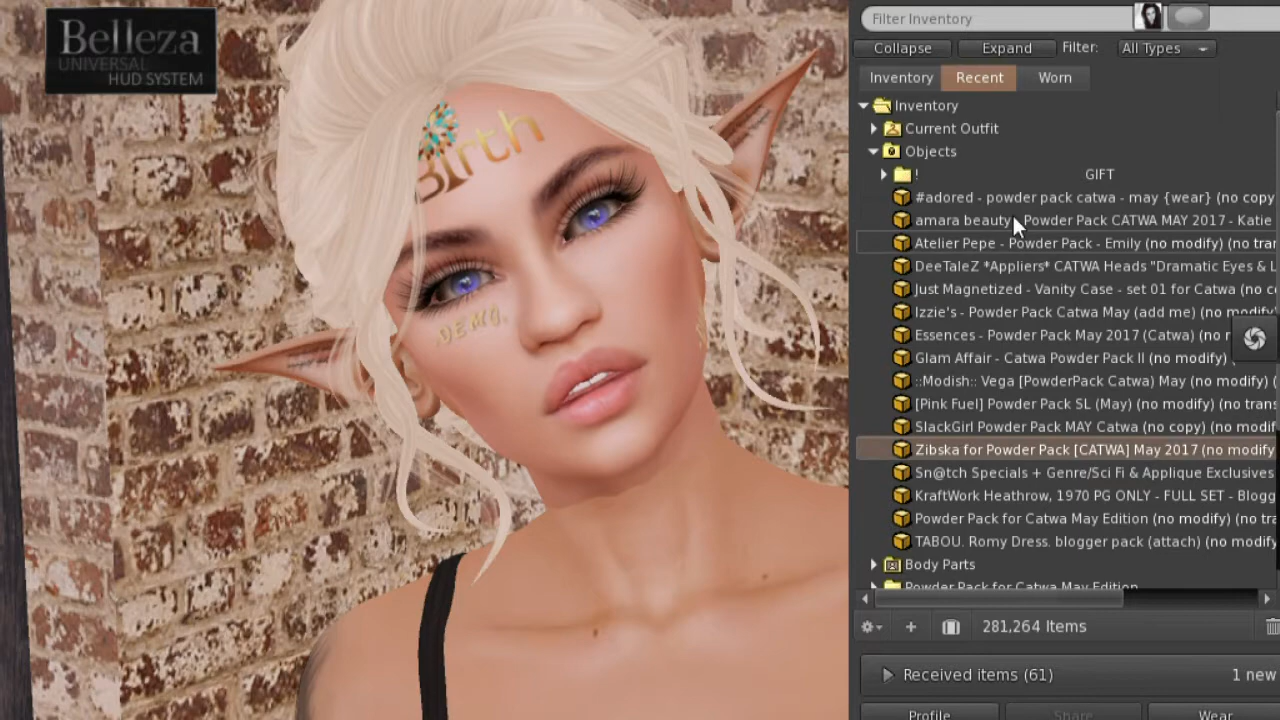 Belleza
UNIVERSAL
HUD SYSTEM
Birth
DEMO
Filter Inventory
Collapse Expand Filter: All Types
Inventory Recent Worn
Inventory
Current Outfit
Objects
! GIFT
#adored - powder pack catwa - may {wear} (no copy
amara beauty - Powder Pack CATWA MAY 2017 - Katie
Atelier Pepe - Powder Pack - Emily (no modify) (no tran
DeeTaleZ *Appliers* CATWA Heads "Dramatic Eyes & L
Just Magnetized - Vanity Case - set 01 for Catwa (no c
Izzie's - Powder Pack Catwa May (add me) (no modify)
Essences - Powder Pack May 2017 (Catwa) (no
Glam Affair - Catwa Powder Pack II (no modify) (
::Modish:: Vega [PowderPack Catwa) May (no modify) (
[Pink Fuel] Powder Pack SL (May) (no modify) (no trans
SlackGirl Powder Pack MAY Catwa (no copy) (no modif
Zibska for Powder Pack [CATWA] May 2017 (no modify
Sn@tch Specials + Genre/Sci Fi & Applique Exclusives
KraftWork Heathrow, 1970 PG ONLY - FULL SET - Blogg
Powder Pack for Catwa May Edition (no modify) (no tra
TABOU. Romy Dress. blogger pack (attach) (no modify
Body Parts
Powder Pack for Catwa May Edition
281,264 Items
Received items (61) 1 new
Profile Share Wear